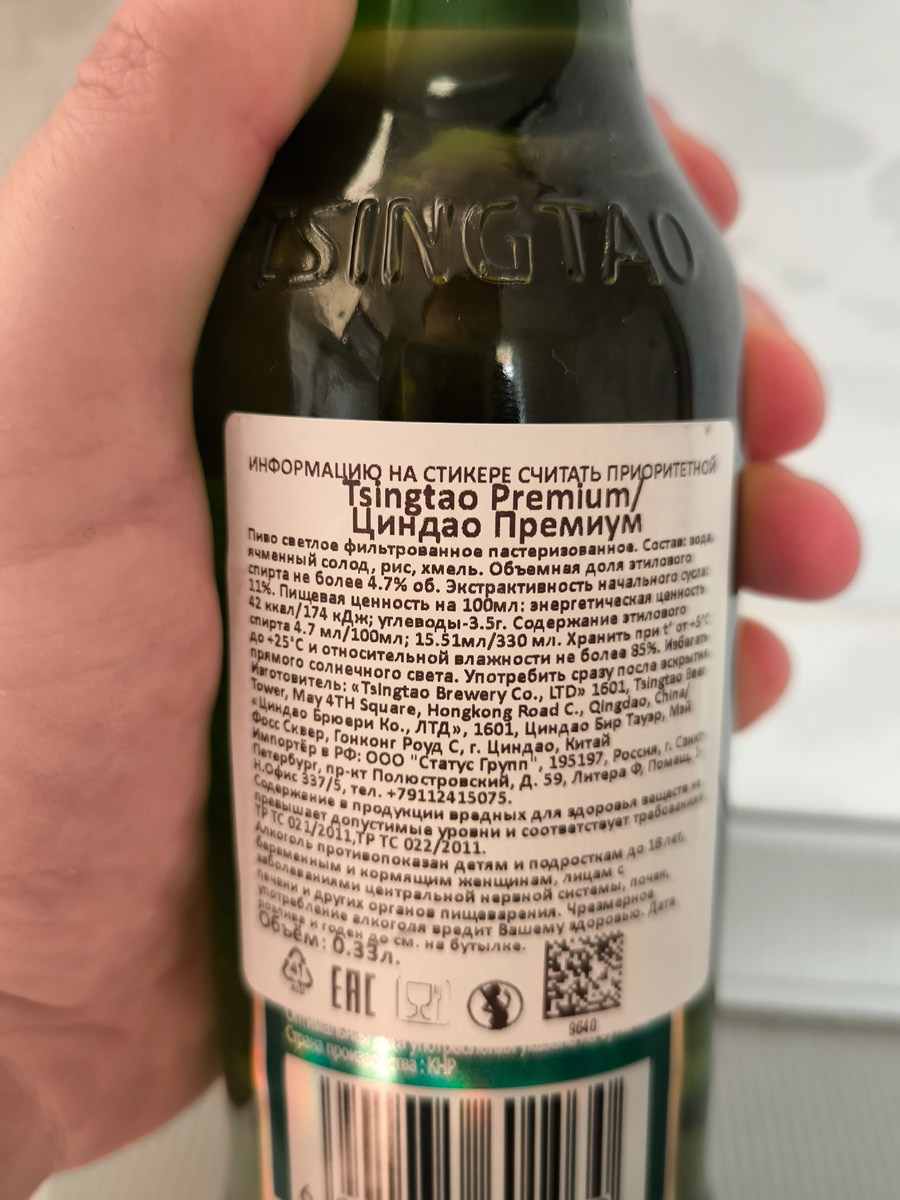 TSINGTAO
ИНФОРМАЦИЮ НА СТИКЕРЕ СЧИТАТЬ ПРИОРИТЕТНОЙ
Tsingtao Premium/
Циндао Премиум
Пиво светлое фильтрованное пастеризованное. Состав: вода,
ячменный солод, рис, хмель. Объемная доля этилового
спирта не более 4.7% об. Экстрактивность начального сусла:
11%. Пищевая ценность на 100мл: энергетическая ценность
42 ккал/174 кДж; углеводы-3.5г. Содержание этилового
спирта 4.7 мл/100мл; 15.51мл/330 мл. Хранить при t° от +5°C
до +25°C и относительной влажности не более 85%. Избегать
прямого солнечного света. Употребить сразу после вскрытия.
Изготовитель: «Tsingtao Brewery Co., LTD» 1601, Tsingtao Beer
Tower, May 4TH Square, Hongkong Road C., Qingdao, China/
«Циндао Брюери Ко., ЛТД», 1601, Циндао Бир Тауэр, Мэй
Фосс Сквер, Гонконг Роуд С, г. Циндао, Китай
Импортёр в РФ: ООО "Статус Групп", 195197, Россия, г. Санкт-
Петербург, пр-кт Полюстровский, Д. 59, Литера Ф, Помещ.
Н,Офис 337/5, тел. +79112415075.
Содержание в продукции вредных для здоровья веществ не
превышает допустимые уровни и соответствует требованиям
ТР ТС 021/2011,ТР ТС 022/2011.
Алкоголь противопоказан детям и подросткам до 18 лет,
беременным и кормящим женщинам, лицам с
заболеваниями центральной нервной системы, почек,
печени и других органов пищеварения. Чрезмерное
употребление алкоголя вредит Вашему здоровью. Дата
розлива и годен до см. на бутылке.
Объём: 0.33л.
41
ALU
EAC
9640
употребления
Страна производства : КНР
6